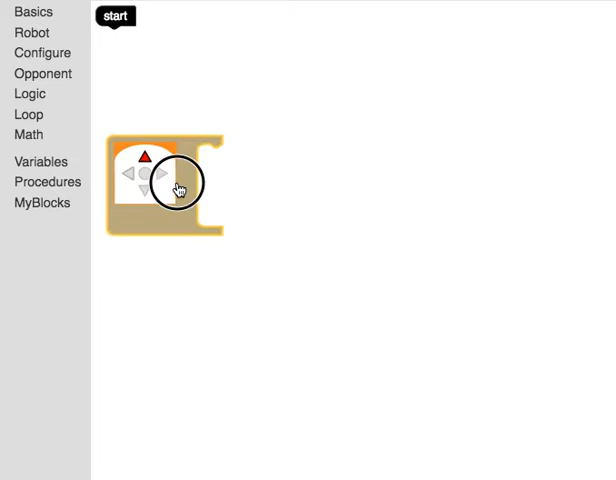 Basics
start
Robot
Configure
Opponent
Logic
Loop
Math
Variables
Procedures
MyBlocks